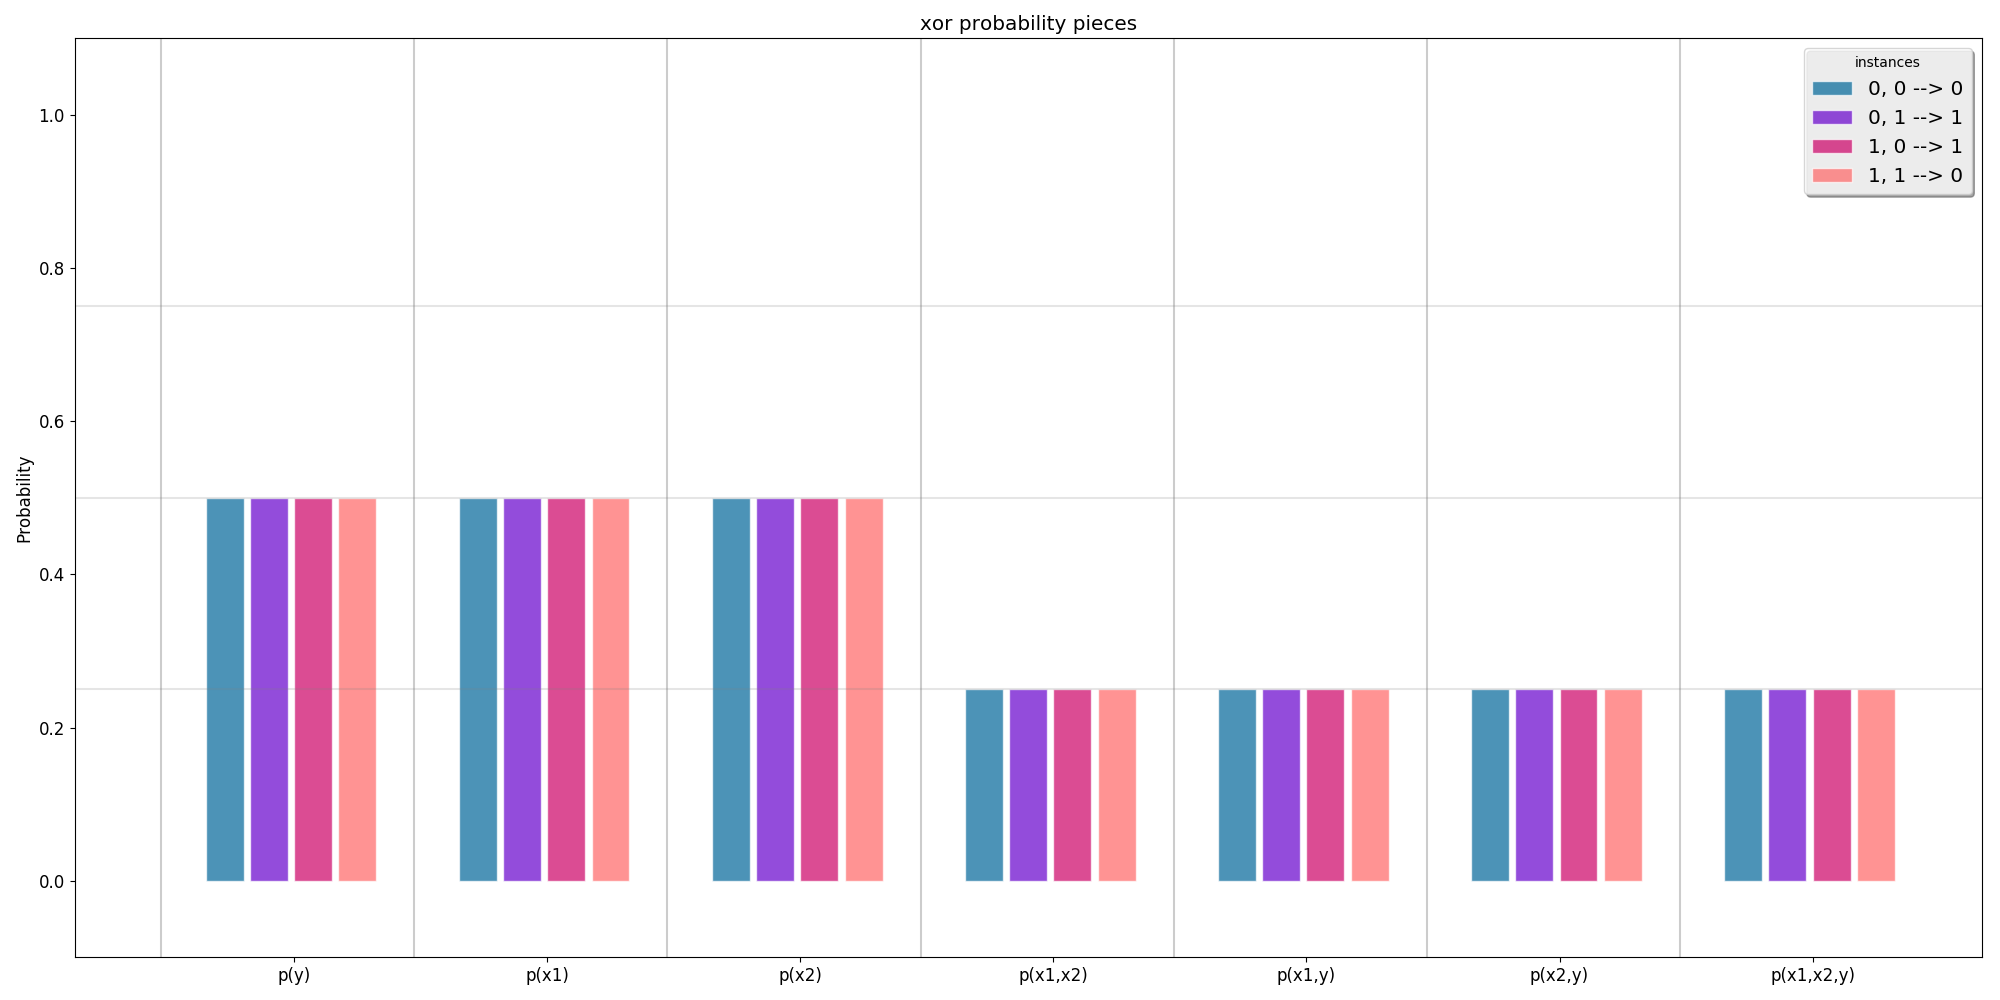 xor probability pieces
instances
0, 0 --> 0
0, 1 --> 1
1, 0 --> 1
1, 1 --> 0
Probability
1.0
0.8
0.6
0.4
0.2
0.0
p(y) p(x1) p(x2) p(x1,x2) p(x1,y) p(x2,y) p(x1,x2,y)